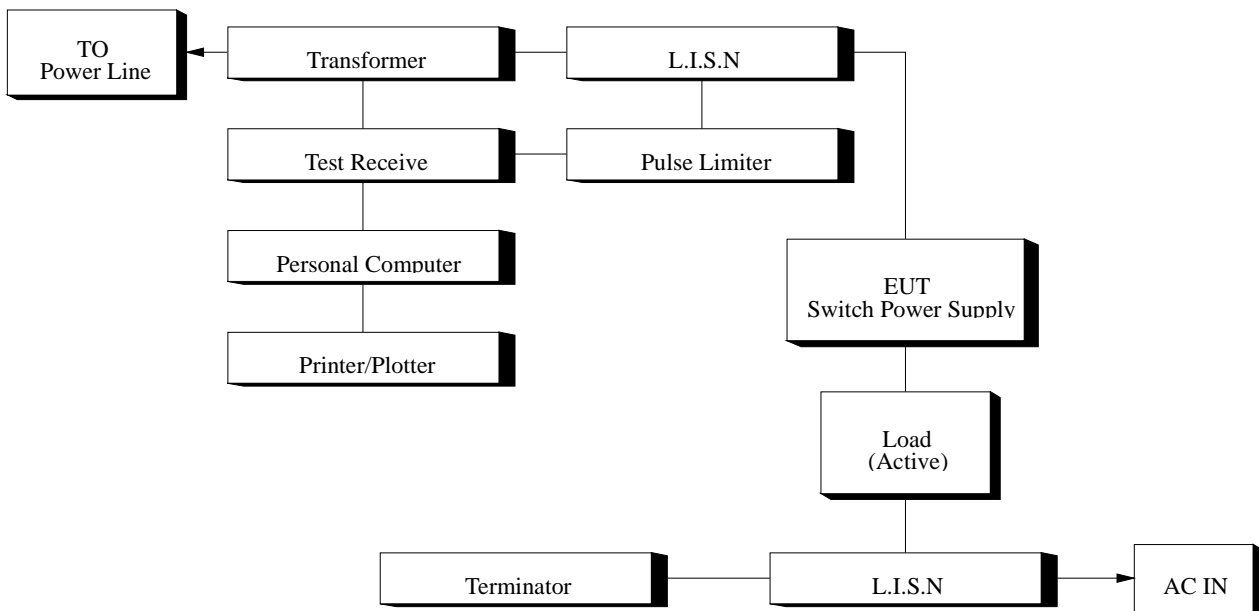 TO
Power Line
Transformer
L.I.S.N
Test Receive
Pulse Limiter
Personal Computer
EUT
Switch Power Supply
Printer/Plotter
Load
(Active)
Terminator
L.I.S.N
AC IN